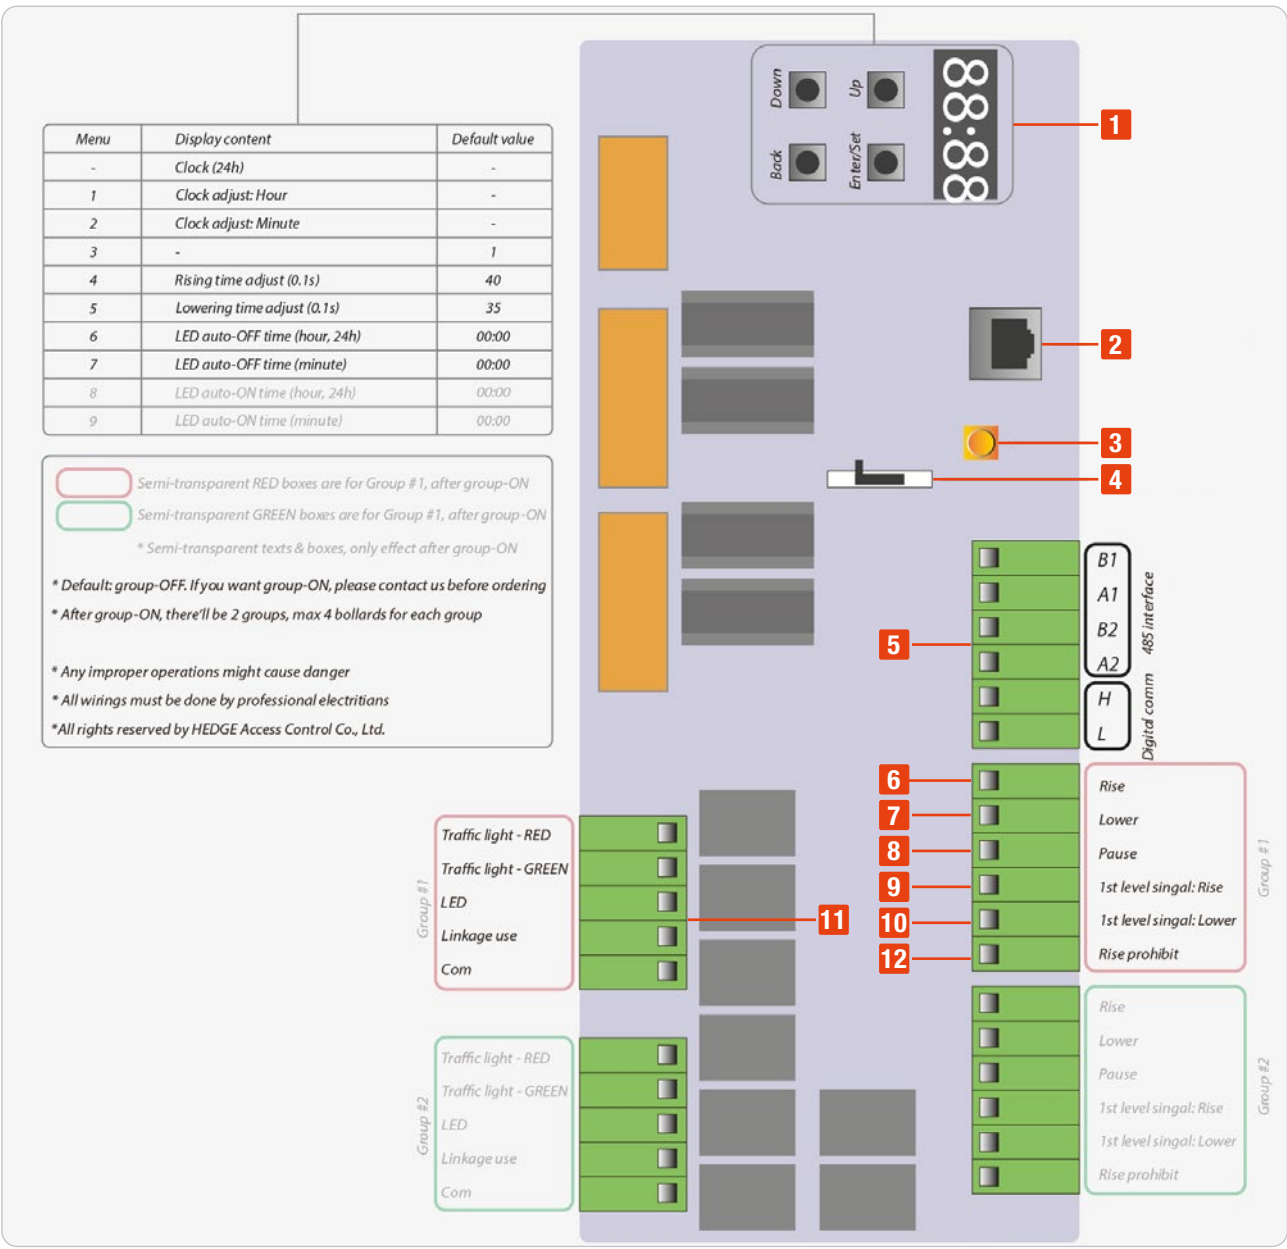 Menu Display content Default value
- Clock (24h) -
1 Clock adjust: Hour -
2 Clock adjust: Minute -
3 - 1
4 Rising time adjust (0.1s) 40
5 Lowering time adjust (0.1s) 35
6 LED auto-OFF time (hour, 24h) 00:00
7 LED auto-OFF time (minute) 00:00
8 LED auto-ON time (hour, 24h) 00:00
9 LED auto-ON time (minute) 00:00
Semi-transparent RED boxes are for Group #1, after group-ON
Semi-transparent GREEN boxes are for Group #1, after group-ON
* Semi-transparent texts & boxes, only effect after group-ON
* Default: group-OFF. If you want group-ON, please contact us before ordering
* After group-ON, there'll be 2 groups, max 4 bollards for each group
* Any improper operations might cause danger
* All wirings must be done by professional electritians
*All rights reserved by HEDGE Access Control Co., Ltd.
Down
Up
Back
Enter/Set
88:88
1
2
3
4
5
B1
A1
B2
A2
485 interface
H
L
Digital comm
6
7
8
9
10
12
Rise
Lower
Pause
1st level singal: Rise
1st level singal: Lower
Rise prohibit
Group #1
Rise
Lower
Pause
1st level singal: Rise
1st level singal: Lower
Rise prohibit
Group #2
Group #1
Traffic light - RED
Traffic light - GREEN
LED
Linkage use
Com
11
Group #2
Traffic light - RED
Traffic light - GREEN
LED
Linkage use
Com